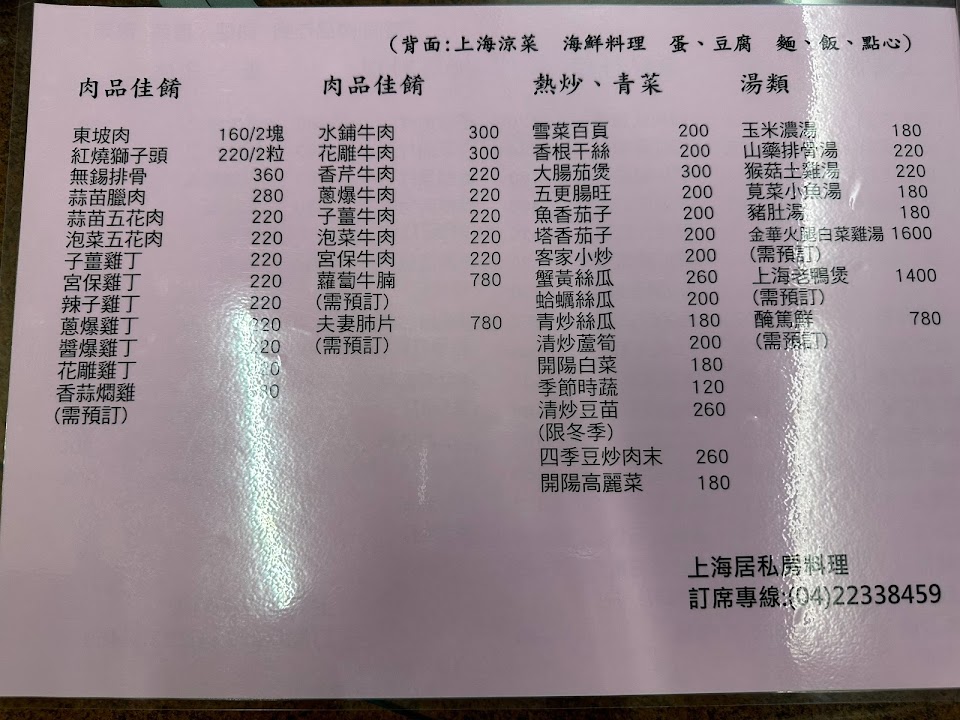 (背面:上海涼菜 海鮮料理 蛋、豆腐 麵、飯、點心)
肉品佳餚
東坡肉 160/2塊
紅燒獅子頭 220/2粒
無錫排骨 360
蒜苗臘肉 280
蒜苗五花肉 220
泡菜五花肉 220
子薑雞丁 220
宮保雞丁 220
辣子雞丁 220
蔥爆雞丁 220
醬爆雞丁
花雕雞丁
香蒜燜雞
(需預訂)
肉品佳餚
水鋪牛肉 300
花雕牛肉 300
香芹牛肉 220
蔥爆牛肉 220
子薑牛肉 220
泡菜牛肉 220
宮保牛肉 220
蘿蔔牛腩 780
(需預訂)
夫妻肺片 780
(需預訂)
熱炒、青菜
雪菜百頁 200
香根干絲 200
大腸茄煲 300
五更腸旺 200
魚香茄子 200
塔香茄子 200
客家小炒 200
蟹黃絲瓜 260
蛤蠣絲瓜 200
青炒絲瓜 180
清炒蘆筍 200
開陽白菜 180
季節時蔬 120
清炒豆苗 260
(限冬季)
四季豆炒肉末 260
開陽高麗菜 180
湯類
玉米濃湯 180
山藥排骨湯 220
猴菇土雞湯 220
莧菜小魚湯 180
豬肚湯 180
金華火腿白菜雞湯 1600
(需預訂)
上海老鴨煲 1400
(需預訂)
醃篤鮮 780
(需預訂)
上海居私房料理
訂席專線:(04)22338459